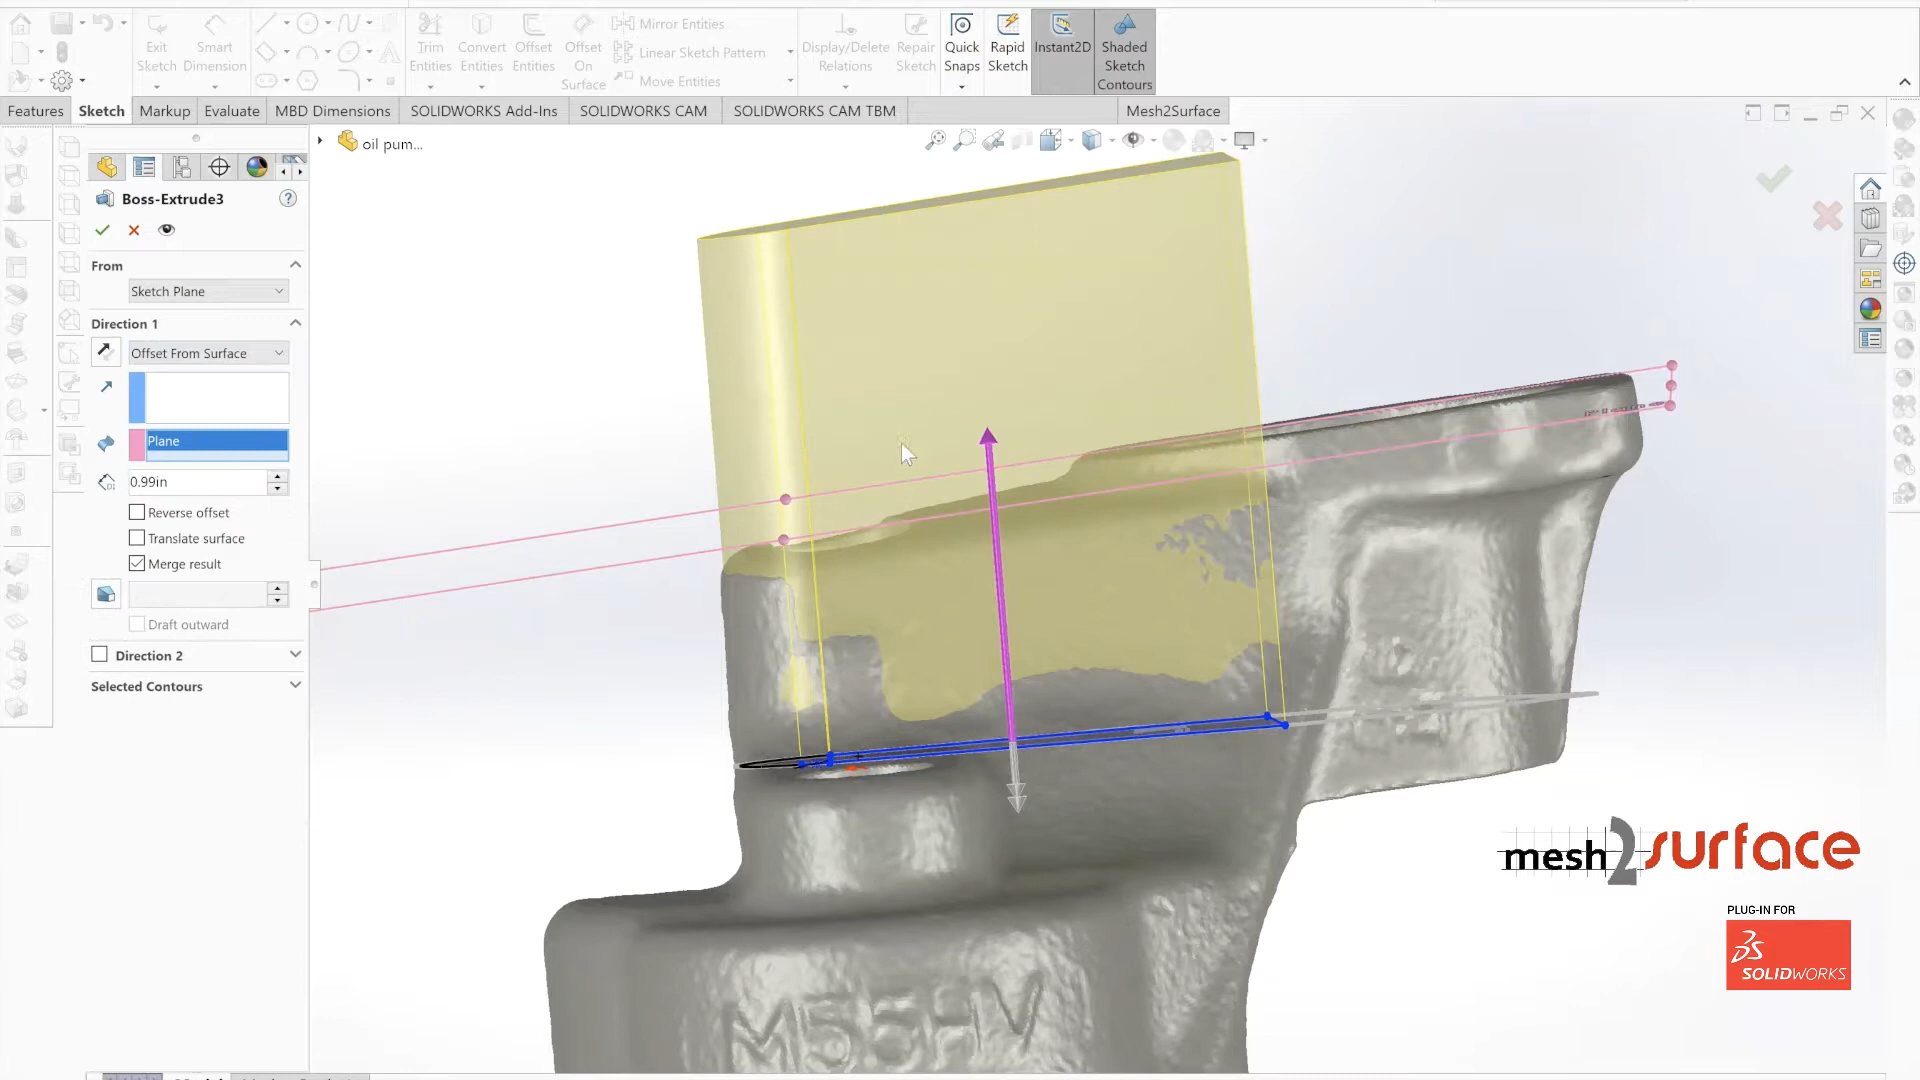 Exit
Sketch
Smart
Dimension
Trim
Entities
Convert
Entities
Offset
Entities
Offset
On
Surface
Mirror Entities
Linear Sketch Pattern
Move Entities
Display/Delete
Relations
Repair
Sketch
Quick
Snaps
Rapid
Sketch
Instant2D
Shaded
Sketch
Contours
Features
Sketch
Markup
Evaluate
MBD Dimensions
SOLIDWORKS Add-Ins
SOLIDWORKS CAM
SOLIDWORKS CAM TBM
Mesh2Surface
oil pum...
Boss-Extrude3
From
Sketch Plane
Direction 1
Offset From Surface
Plane
0.99in
Reverse offset
Translate surface
Merge result
Draft outward
Direction 2
Selected Contours
M55HV
mesh2surface
PLUG-IN FOR
SOLIDWORKS